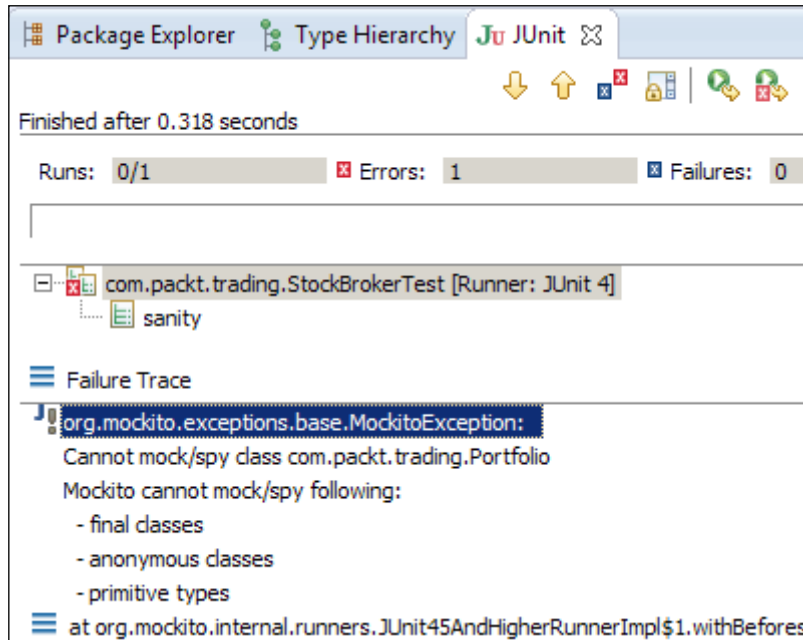 Package Explorer Type Hierarchy JU JUnit
Finished after 0.318 seconds
Runs: 0/1 x Errors: 1 x Failures: 0
com.packt.trading.StockBrokerTest [Runner: JUnit 4]
sanity
Failure Trace
org.mockito.exceptions.base.MockitoException:
Cannot mock/spy class com.packt.trading.Portfolio
Mockito cannot mock/spy following:
- final classes
- anonymous classes
- primitive types
at org.mockito.internal.runners.JUnit45AndHigherRunnerImpl$1.withBefores